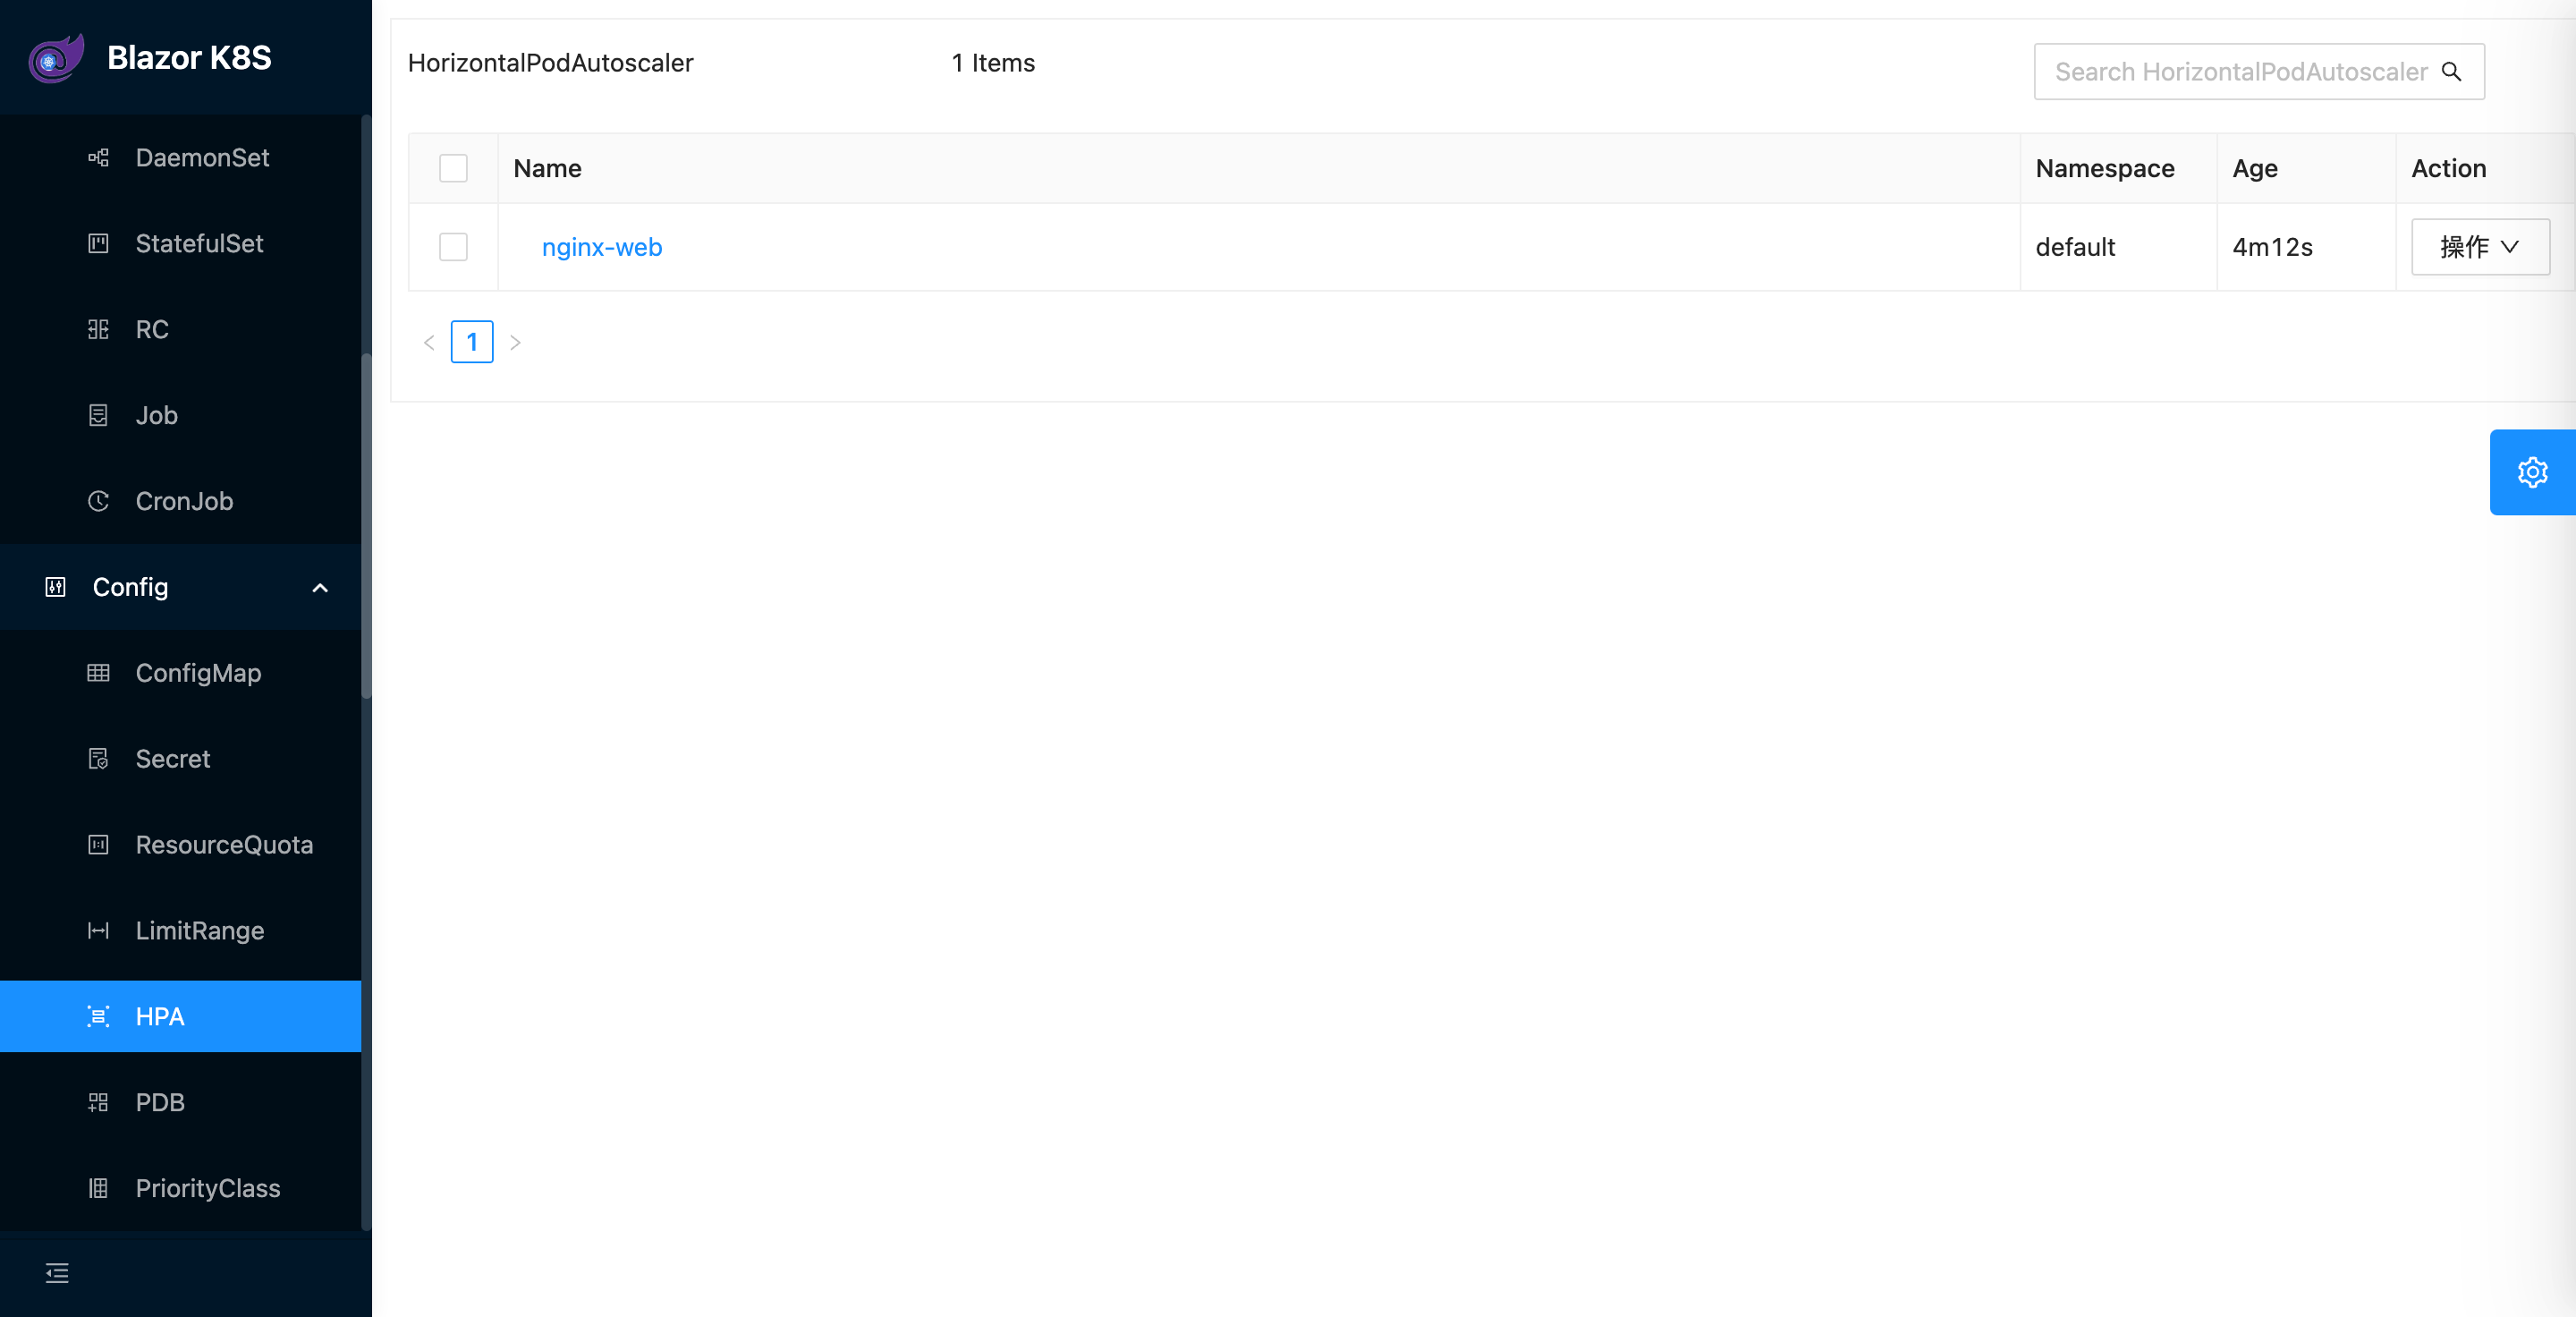 Blazor K8S
DaemonSet
StatefulSet
RC
Job
CronJob
Config
ConfigMap
Secret
ResourceQuota
LimitRange
HPA
PDB
PriorityClass
HorizontalPodAutoscaler 1 Items
Search HorizontalPodAutoscaler
Name Namespace Age Action
nginx-web default 4m12s 操作
1